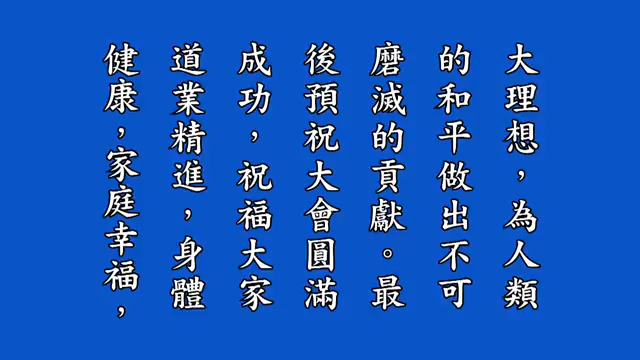 大理想，為人類
的和平做出不可
磨滅的貢獻。最
後預祝大會圓滿
成功，祝福大家
道業精進，身體
健康，家庭幸福，